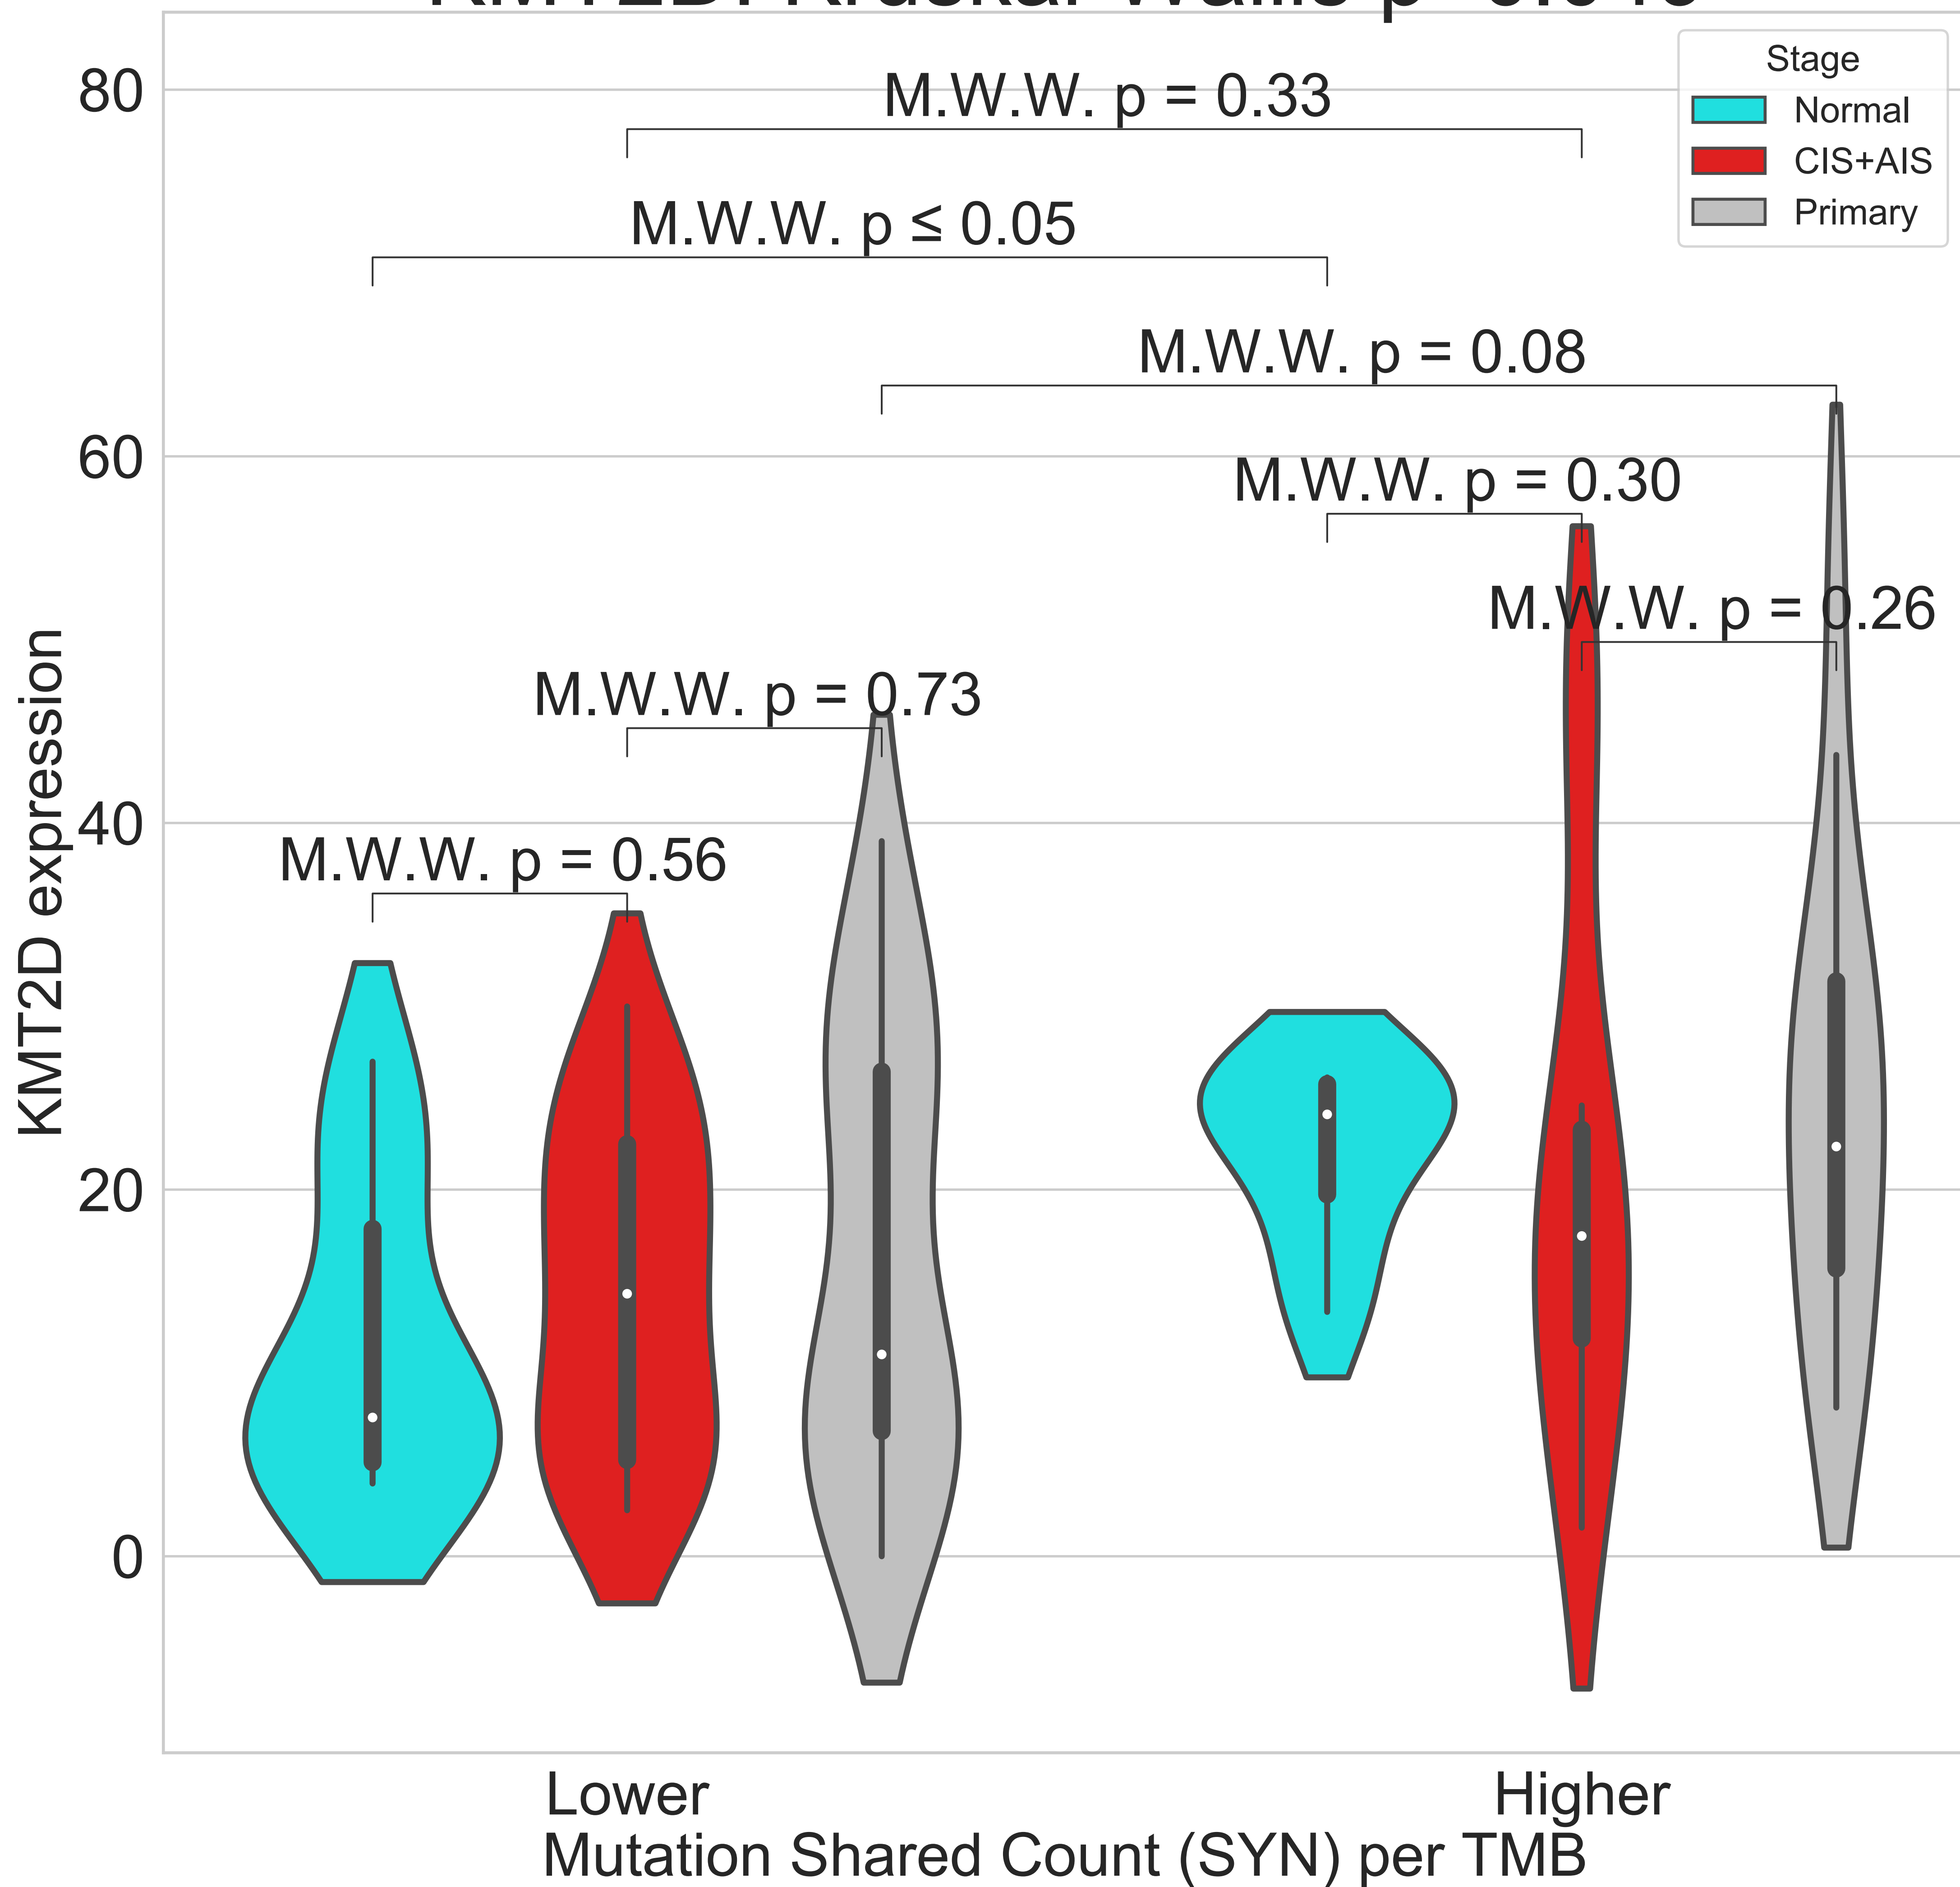 Stage
Normal
CIS+AIS
Primary
80
60
40
20
0
KMT2D expression
M.W.W. p = 0.33
M.W.W. p ≤ 0.05
M.W.W. p = 0.08
M.W.W. p = 0.30
M.W.W. p = 0.26
M.W.W. p = 0.73
M.W.W. p = 0.56
Lower
Higher
Mutation Shared Count (SYN) per TMB